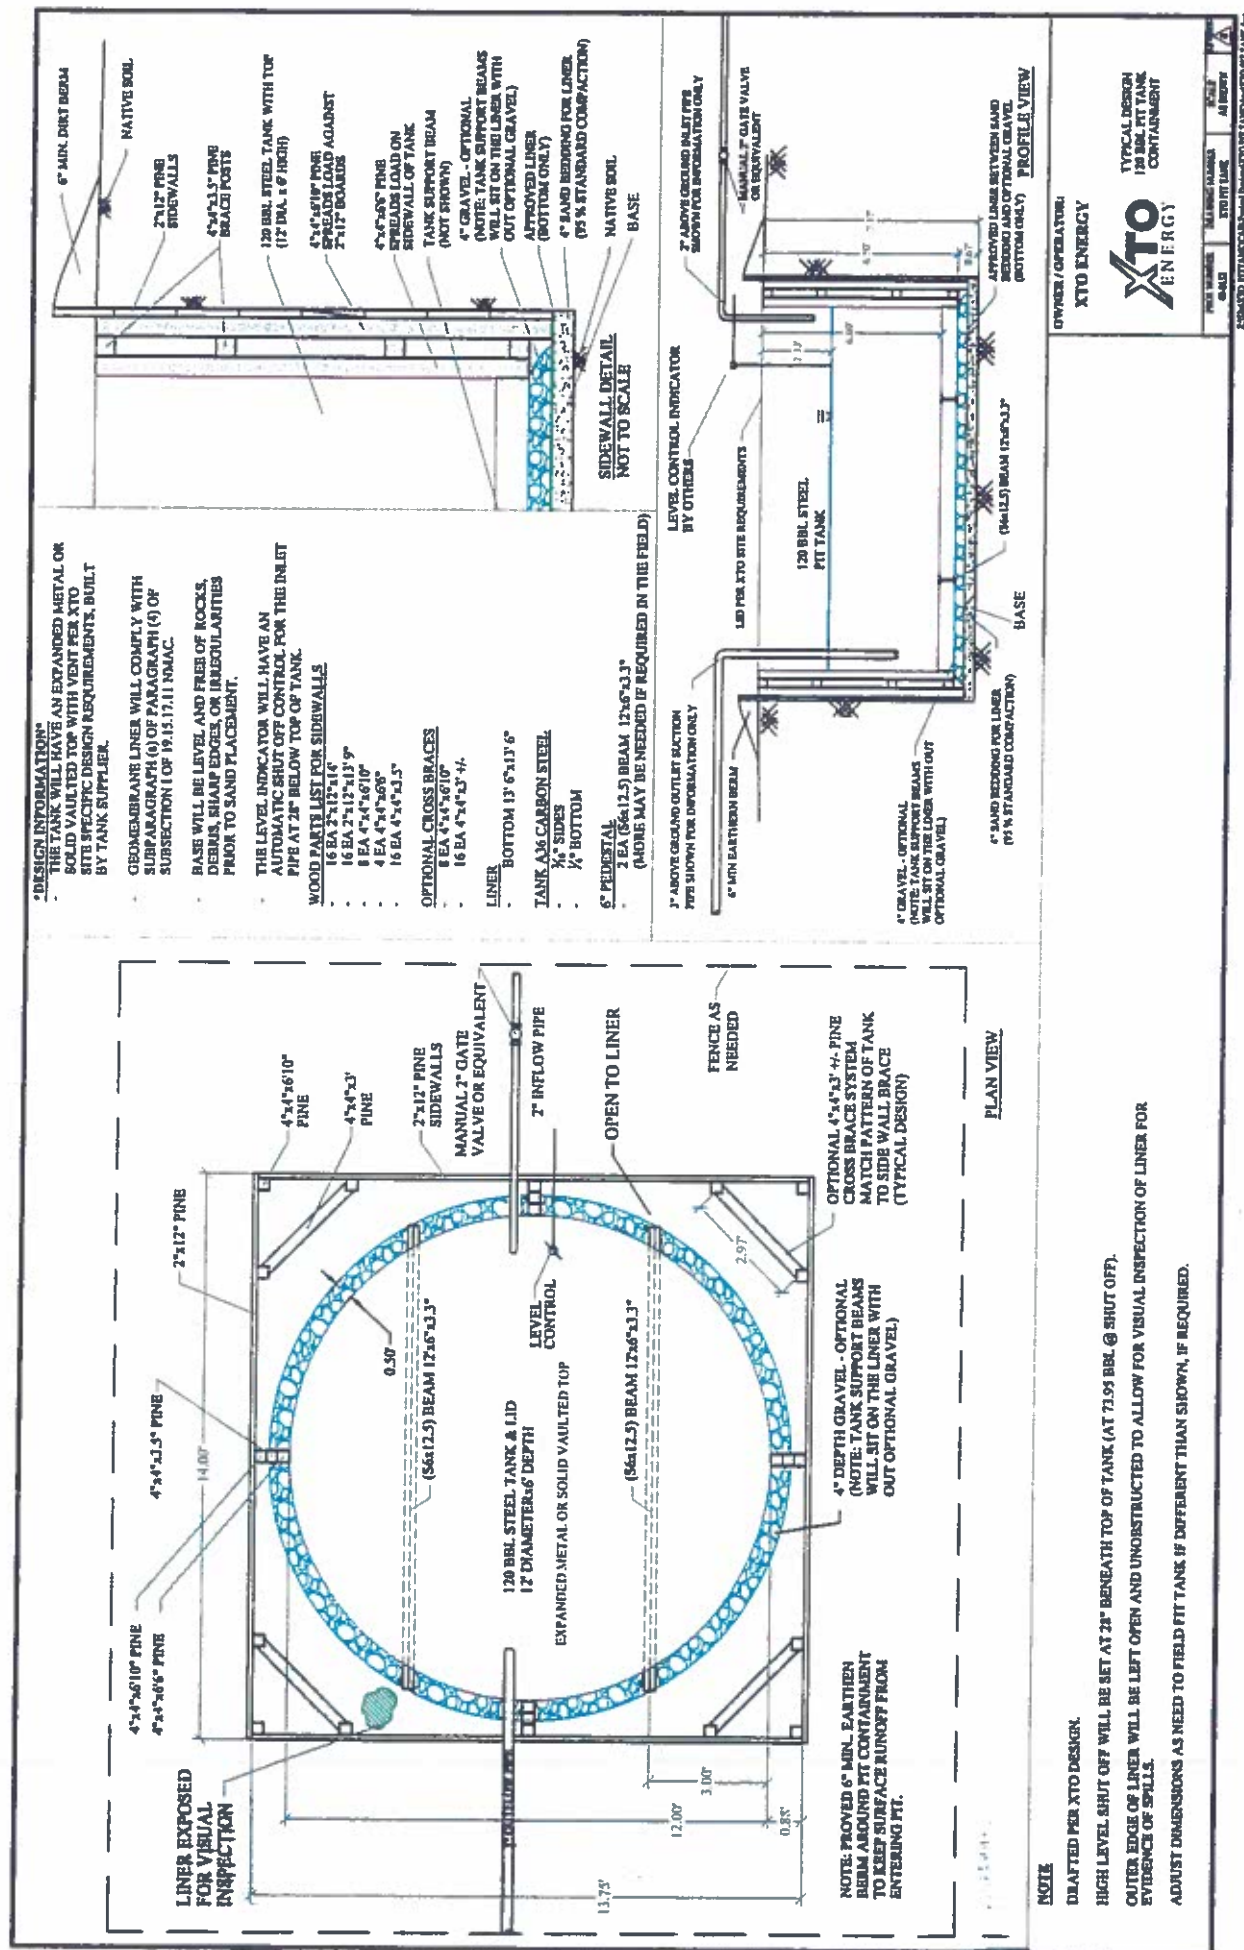 *DESIGN INFORMATION*
- THE TANK WILL HAVE AN EXPANDED METAL OR
SOLID VAULTED TOP WITH VENT PER XTO
SITE SPECIFIC DESIGN REQUIREMENTS, BUILT
BY TANK SUPPLIER.
- GEOMEMBRANE LINER WILL COMPLY WITH
SUBPARAGRAPH (a) OF PARAGRAPH (4) OF
SUBSECTION I OF 19.15.17.11 NMAC.
- BASE WILL BE LEVEL AND FREE OF ROCKS,
DEBRIS, SHARP EDGES, OR IRREGULARITIES
PRIOR TO SAND PLACEMENT.
- THE LEVEL INDICATOR WILL HAVE AN
AUTOMATIC SHUT OFF CONTROL FOR THE INLET
PIPE AT 28" BELOW TOP OF TANK.
WOOD PARTS LIST FOR SIDEWALLS
- 16 EA 2"x12"x14'
- 16 EA 2"x12"x13' 9"
- 8 EA 4"x4"x6'10"
- 4 EA 4"x4"x6'6"
- 16 EA 4"x4"x3.5"
OPTIONAL CROSS BRACES
- 8 EA 4"x4"x6'10"
- 16 EA 4"x4"x3' +/-
LINER
- BOTTOM 13' 6"x13' 6"
TANK A36 CARBON STEEL
- 3/16" SIDES
- 1/4" BOTTOM
6" PEDESTAL
- 2 EA (S6x12.5) BEAM 12'x6"x3.3"
(MORE MAY BE NEEDED IF REQUIRED IN THE FIELD)
6" MIN. DIRT BERM
NATIVE SOIL
2"x12" PINE
SIDEWALLS
4"x4"x3.5" PINE
BRACE POSTS
120 BBL STEEL TANK WITH TOP
(12' DIA. x 6' HIGH)
4"x4"x6'10" PINE
SPREADS LOAD AGAINST
2"x12" BOARDS
4"x4"x6'6" PINE
SPREADS LOAD ON
SIDEWALL OF TANK
TANK SUPPORT BEAM
(NOT SHOWN)
4" GRAVEL - OPTIONAL
(NOTE: TANK SUPPORT BEAMS
WILL SIT ON THE LINER WITH
OUT OPTIONAL GRAVEL)
APPROVED LINER
(BOTTOM ONLY)
4" SAND BEDDING FOR LINER
(95 % STANDARD COMPACTION)
NATIVE SOIL
BASE
SIDEWALL DETAIL
NOT TO SCALE
LINER EXPOSED
FOR VISUAL
INSPECTION
4"x4"x6'10" PINE
4"x4"x6'6" PINE
4"x4"x3.5" PINE
2"x12" PINE
14.00'
4"x4"x6'10"
PINE
4"x4"x3'
PINE
2"x12" PINE
SIDEWALLS
MANUAL 2" GATE
VALVE OR EQUIVALENT
2" INFLOW PIPE
OPEN TO LINER
0.50'
(S6x12.5) BEAM 12'x6"x3.3"
LEVEL
CONTROL
120 BBL STEEL TANK & LID
12' DIAMETERx6' DEPTH
EXPANDED METAL OR SOLID VAULTED TOP
(S6x12.5) BEAM 12'x6"x3.3"
13.75'
12.00'
3.00'
0.88'
2.97'
FENCE AS
NEEDED
OPTIONAL 4"x4"x3' +/- PINE
CROSS BRACE SYSTEM
MATCH PATTERN OF TANK
TO SIDE WALL BRACE
(TYPICAL DESIGN)
4" DEPTH GRAVEL - OPTIONAL
(NOTE: TANK SUPPORT BEAMS
WILL SIT ON THE LINER WITH
OUT OPTIONAL GRAVEL)
NOTE: PROVED 6" MIN. EARTHEN
BERM AROUND PIT CONTAINMENT
TO KEEP SURFACE RUNOFF FROM
ENTERING PIT.
PLAN VIEW
3" ABOVE GROUND OUTLET SUCTION
PIPE SHOWN FOR INFORMATION ONLY
6" MIN EARTHERN BERM
LEVEL CONTROL INDICATOR
BY OTHERS
2" ABOVE GROUND INLET PIPE
SHOWN FOR INFORMATION ONLY
MANUAL 2" GATE VALVE
OR EQUIVALENT
LID PER XTO SITE REQUIREMENTS
120 BBL STEEL
PIT TANK
2.33'
6.00'
4" GRAVEL - OPTIONAL
(NOTE: TANK SUPPORT BEAMS
WILL SIT ON THE LINER WITH OUT
OPTIONAL GRAVEL)
4" SAND BEDDING FOR LINER
(95 % STANDARD COMPACTION)
BASE
(S6x12.5) BEAM 12'x6"x3.3"
APPROVED LINER BETWEEN SAND
BEDDING AND OPTIONAL GRAVEL
(BOTTOM ONLY)
PROFILE VIEW
NOTE
DRAFTED PER XTO DESIGN.
HIGH LEVEL SHUT OFF WILL BE SET AT 28" BENEATH TOP OF TANK (AT 73.95 BBL @ SHUT OFF).
OUTER EDGE OF LINER WILL BE LEFT OPEN AND UNOBSTRUCTED TO ALLOW FOR VISUAL INSPECTION OF LINER FOR
EVIDENCE OF SPILLS.
ADJUST DIMENSIONS AS NEED TO FIELD FIT TANK IF DIFFERENT THAN SHOWN, IF REQUIRED.
OWNER / OPERATOR:
XTO ENERGY
XTO
ENERGY
TYPICAL DESIGN
120 BBL PIT TANK
CONTAINMENT